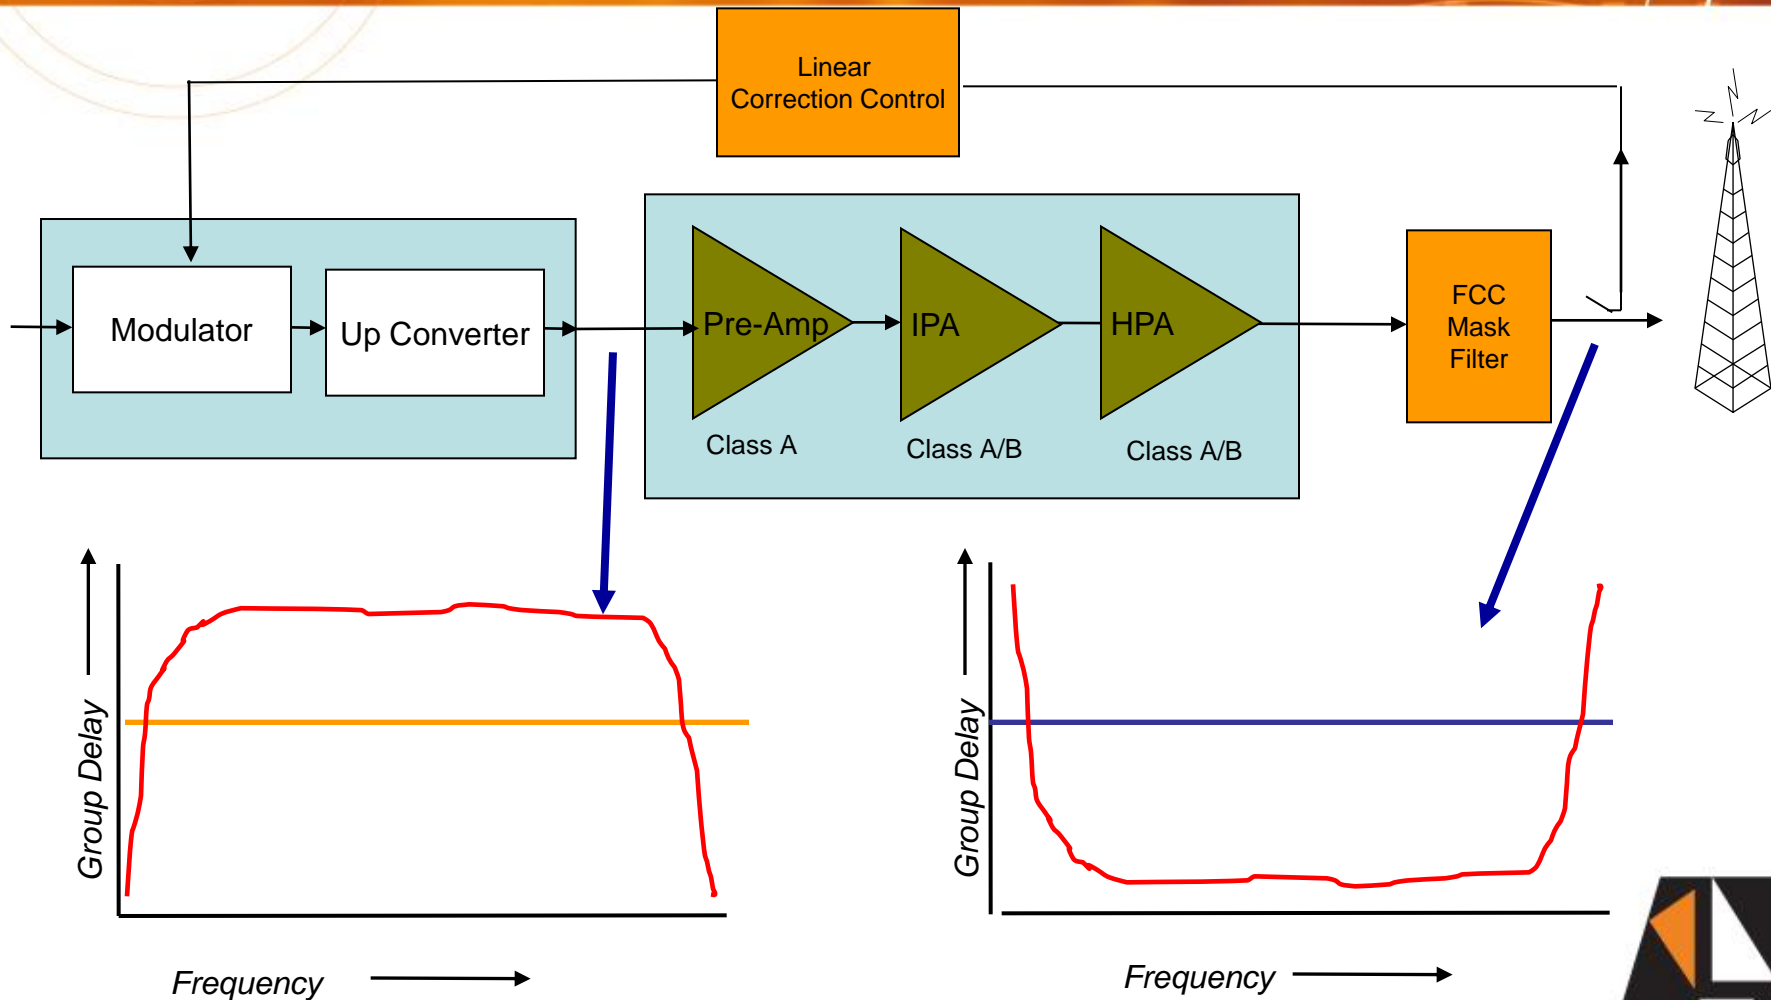 Linear
Correction Control
Modulator
Up Converter
Pre-Amp
IPA
HPA
FCC
Mask
Filter
Class A
Class A/B
Class A/B
Group Delay
Frequency
Group Delay
Frequency